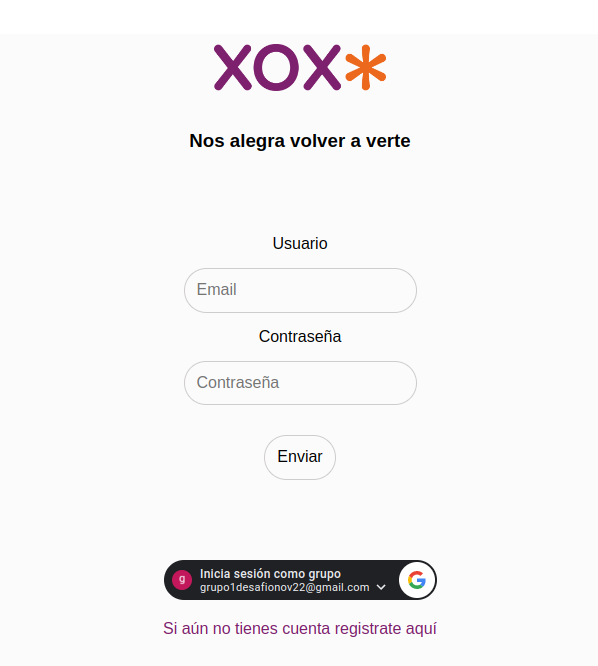 XOX*
Nos alegra volver a verte
Usuario
Email
Contraseña
Contraseña
Enviar
g
Inicia sesión como grupo
grupo1desafionov22@gmail.com
G
Si aún no tienes cuenta registrate aquí